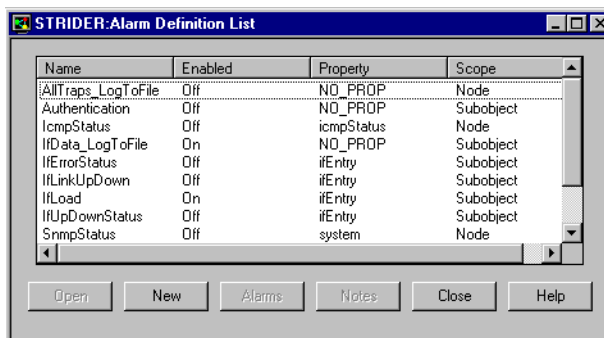 STRIDER:Alarm Definition List
Name Enabled Property Scope
AllTraps_LogToFile Off NO_PROP Node
Authentication Off NO_PROP Subobject
IcmpStatus Off icmpStatus Node
IfData_LogToFile On NO_PROP Subobject
IfErrorStatus Off ifEntry Subobject
IfLinkUpDown Off ifEntry Subobject
IfLoad On ifEntry Subobject
IfUpDownStatus Off ifEntry Subobject
SnmpStatus Off system Node
Open New Alarms Notes Close Help